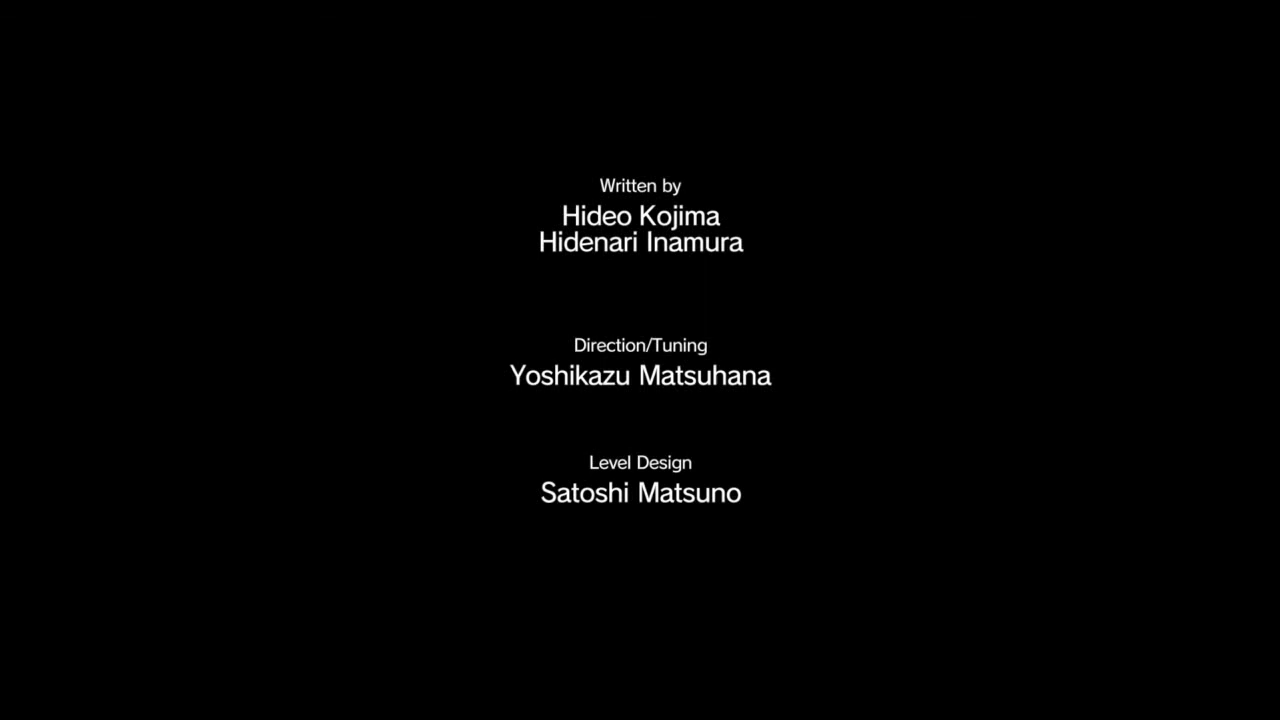 Written by
Hideo Kojima
Hidenari Inamura
Direction/Tuning
Yoshikazu Matsuhana
Level Design
Satoshi Matsuno